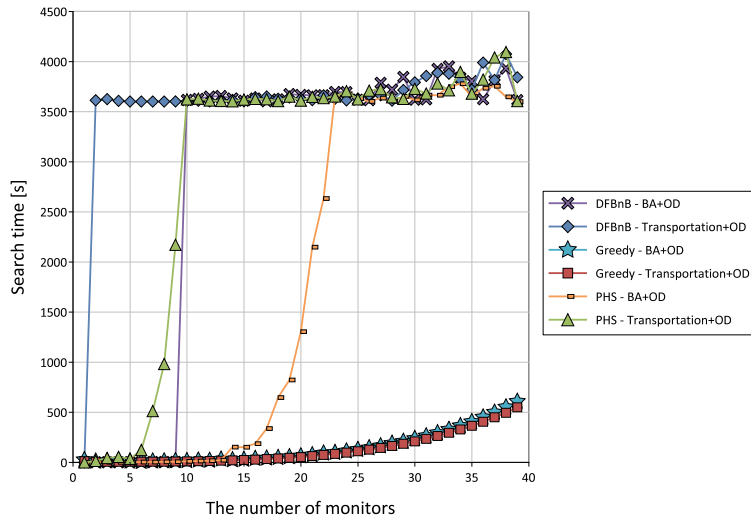 4500
4000
3500
3000
2500
2000
1500
1000
500
0
Search time [s]
0 5 10 15 20 25 30 35 40
The number of monitors
DFBnB - BA+OD
DFBnB - Transportation+OD
Greedy - BA+OD
Greedy - Transportation+OD
PHS - BA+OD
PHS - Transportation+OD